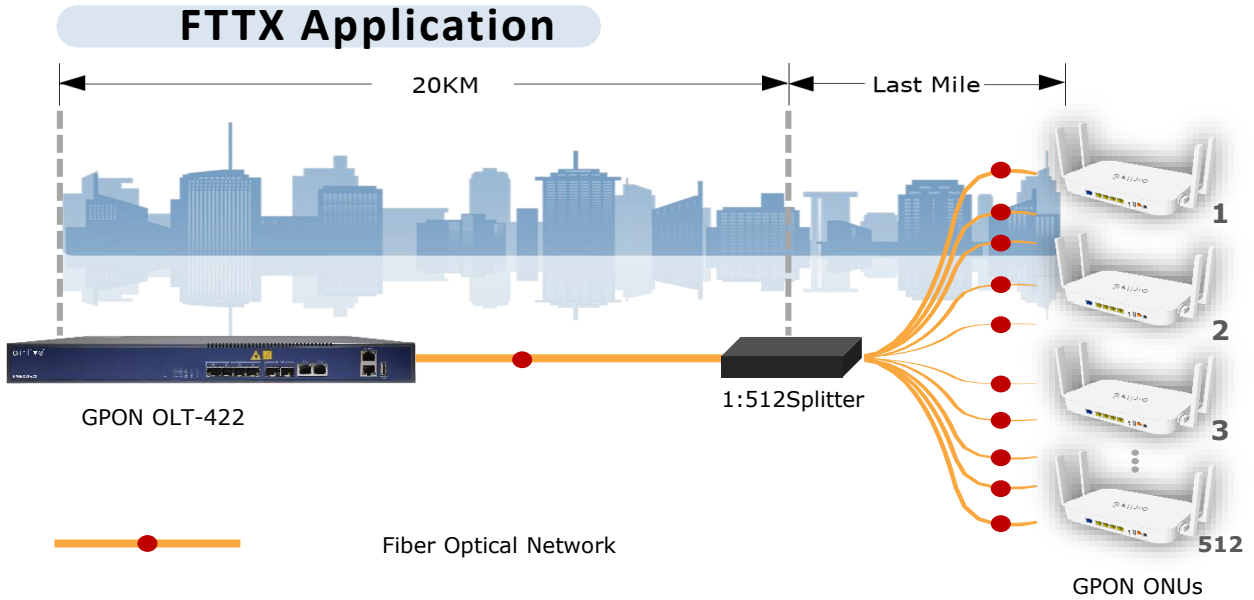 FTTX Application
20KM
Last Mile
1
2
GPON OLT-422
1:512Splitter
3
Fiber Optical Network
512
GPON ONUs